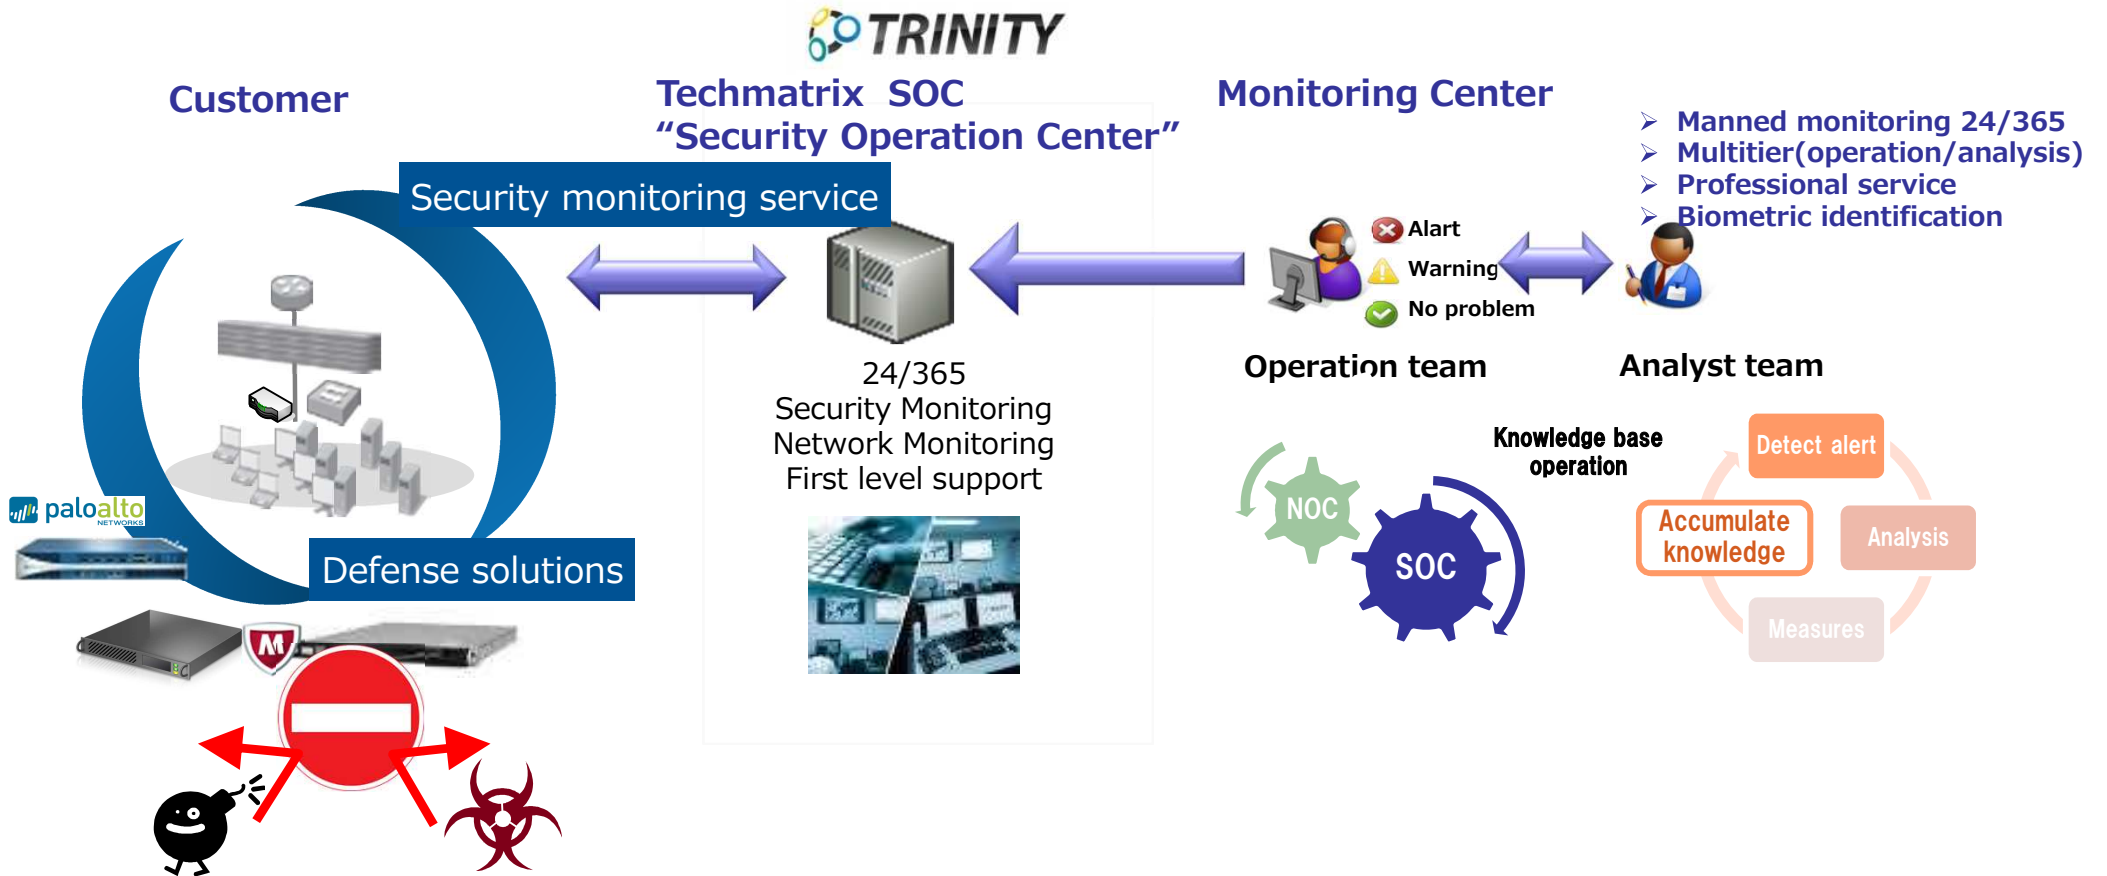 TRINITY
Customer
Techmatrix SOC
“Security Operation Center”
Monitoring Center
➢ Manned monitoring 24/365
➢ Multitier(operation/analysis)
➢ Professional service
➢ Biometric identification
Security monitoring service
Alart
Warning
No problem
24/365
Security Monitoring
Network Monitoring
First level support
Operation team
Analyst team
Knowledge base
operation
NOC
SOC
Detect alert
Analysis
Measures
Accumulate
knowledge
paloalto
NETWORKS
Defense solutions
M